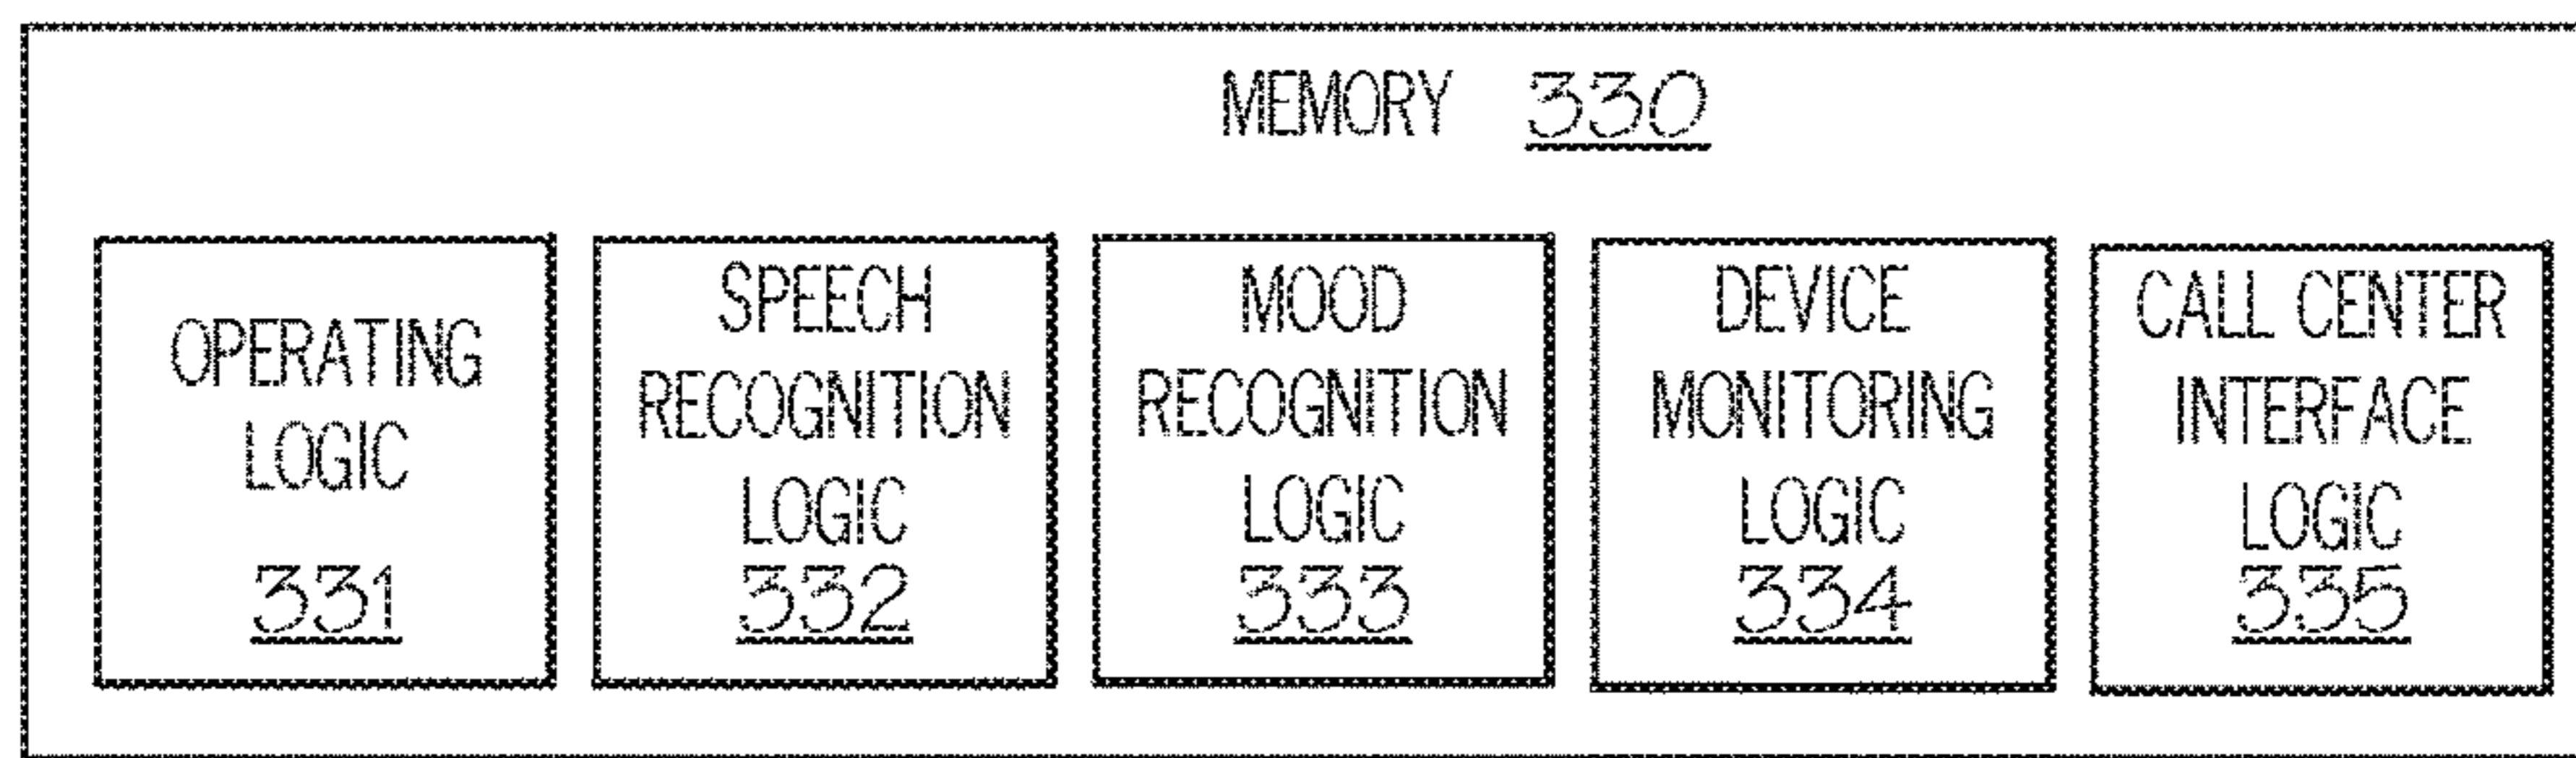 MEMORY 330
OPERATING
LOGIC
331
SPEECH
RECOGNITION
LOGIC
332
MOOD
RECOGNITION
LOGIC
333
DEVICE
MONITORING
LOGIC
334
CALL CENTER
INTERFACE
LOGIC
335